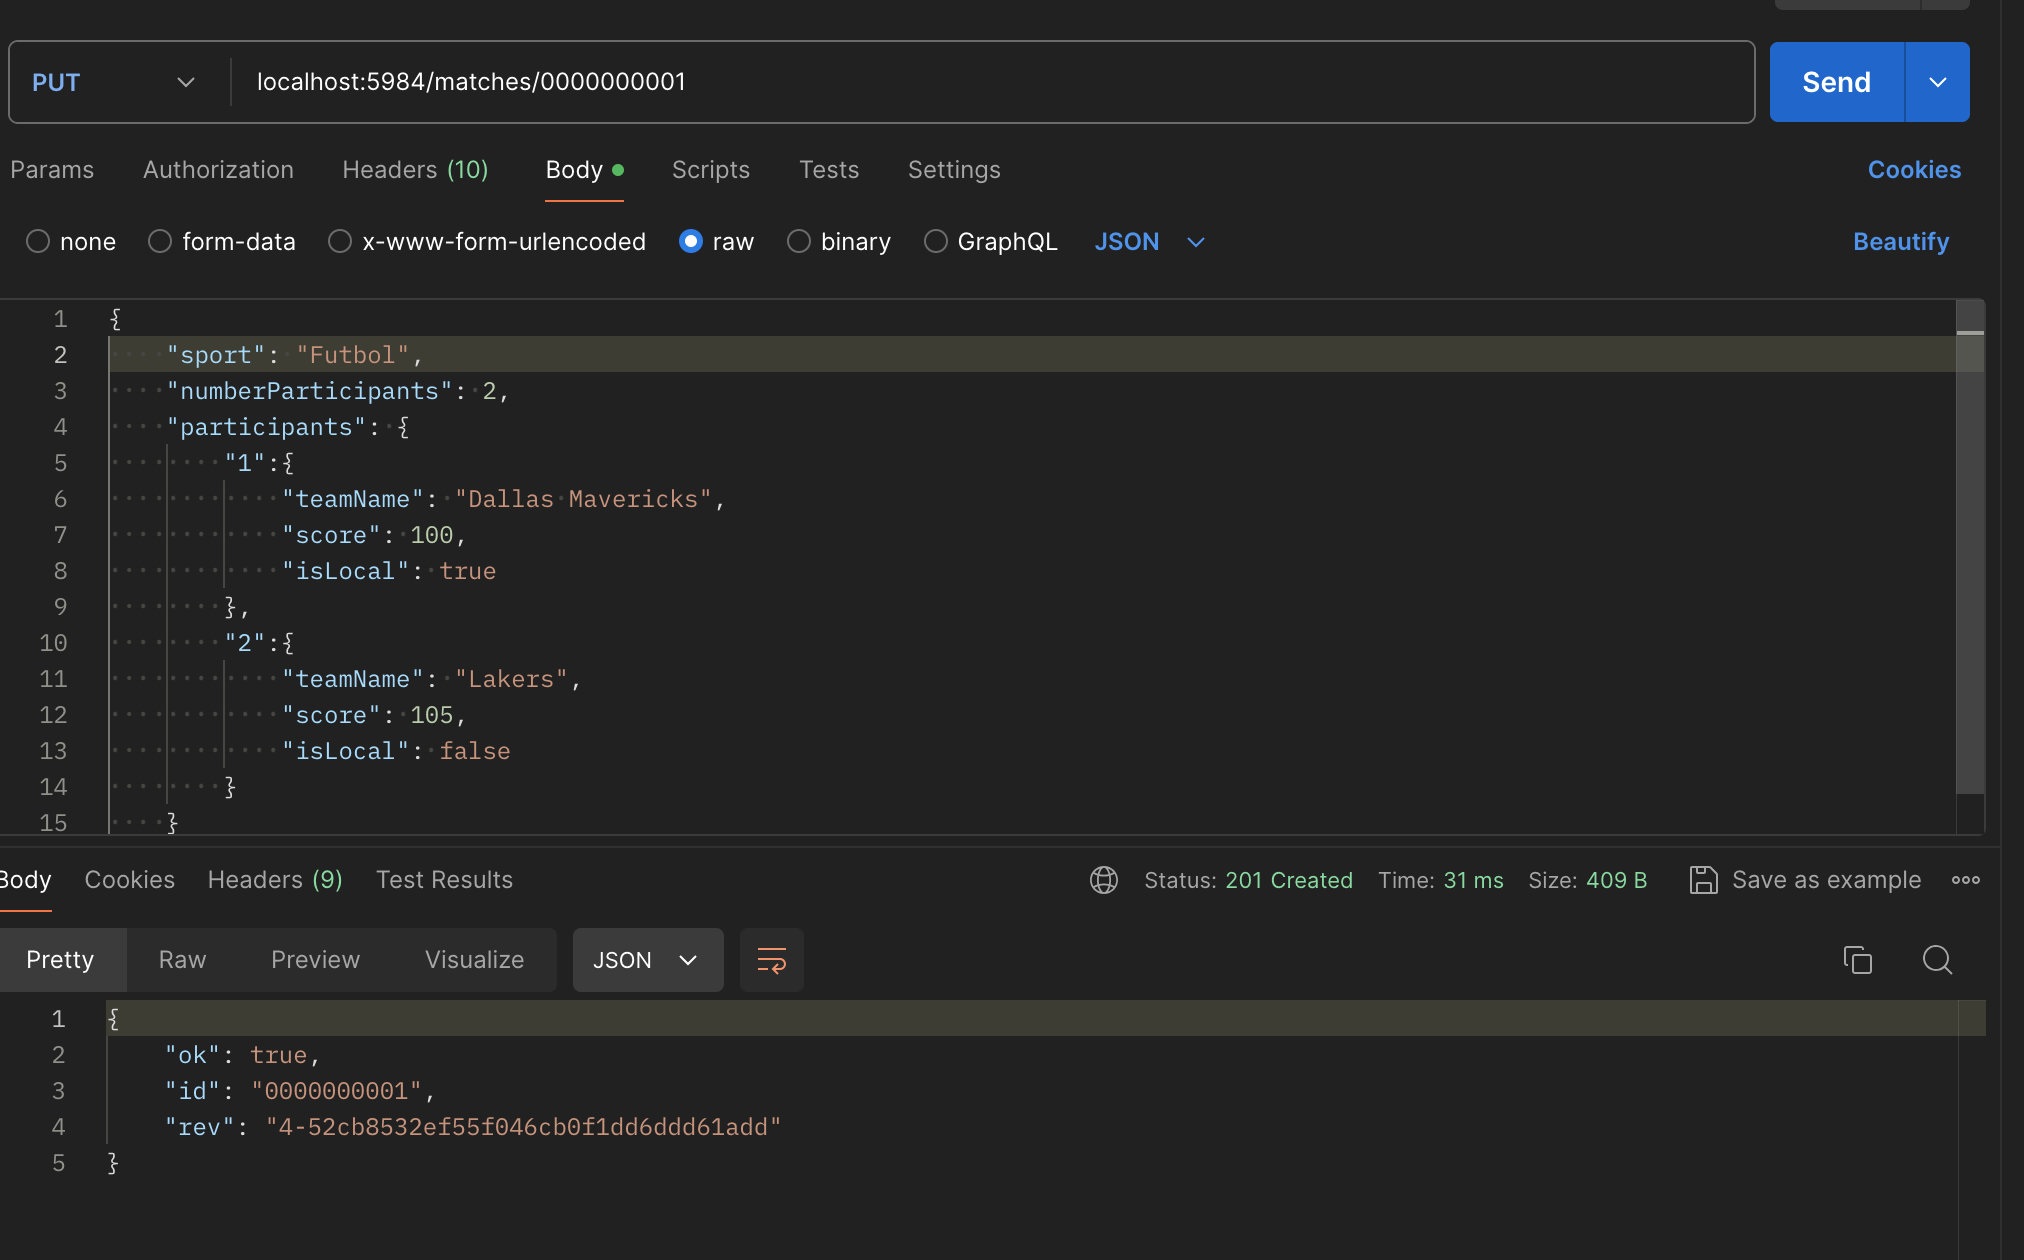 PUT localhost:5984/matches/0000000001 Send
Params Authorization Headers (10) Body Scripts Tests Settings Cookies
none form-data x-www-form-urlencoded raw binary GraphQL JSON Beautify
1 {
2 "sport": "Futbol",
3 "numberParticipants": 2,
4 "participants": {
5 "1":{
6 "teamName": "Dallas Mavericks",
7 "score": 100,
8 "isLocal": true
9 },
10 "2":{
11 "teamName": "Lakers",
12 "score": 105,
13 "isLocal": false
14 }
15 }
Body Cookies Headers (9) Test Results Status: 201 Created Time: 31 ms Size: 409 B Save as example
Pretty Raw Preview Visualize JSON
1 {
2 "ok": true,
3 "id": "0000000001",
4 "rev": "4-52cb8532ef55f046cb0f1dd6ddd61add"
5 }